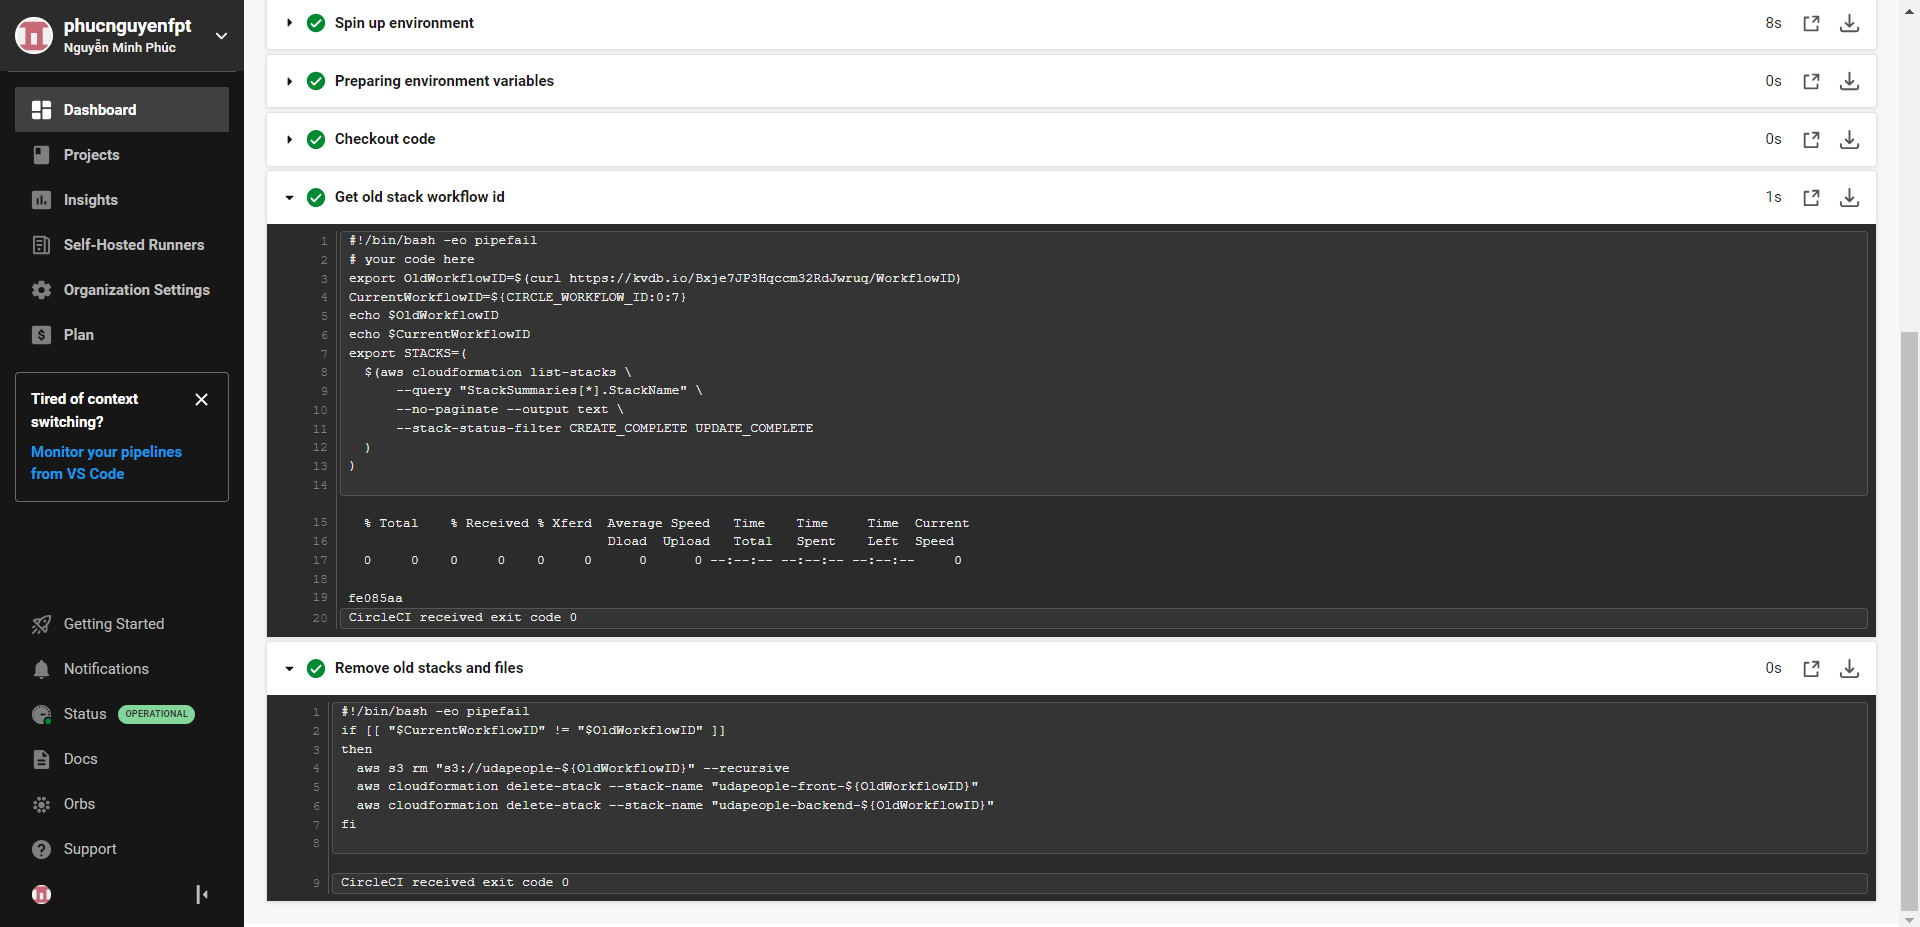 phucnguyenfpt
Nguyễn Minh Phúc
Dashboard
Projects
Insights
Self-Hosted Runners
Organization Settings
Plan
Tired of context
switching?
Monitor your pipelines
from VS Code
Getting Started
Notifications
Status OPERATIONAL
Docs
Orbs
Support
Spin up environment 8s
Preparing environment variables 0s
Checkout code 0s
Get old stack workflow id 1s
1 #!/bin/bash -eo pipefail
2 # your code here
3 export OldWorkflowID=$(curl https://kvdb.io/Bxje7JP3Hqccm32RdJwruq/WorkflowID)
4 CurrentWorkflowID=${CIRCLE_WORKFLOW_ID:0:7}
5 echo $OldWorkflowID
6 echo $CurrentWorkflowID
7 export STACKS=(
8 $(aws cloudformation list-stacks \
9 --query "StackSummaries[*].StackName" \
10 --no-paginate --output text \
11 --stack-status-filter CREATE_COMPLETE UPDATE_COMPLETE
12 )
13 )
14
15 % Total % Received % Xferd Average Speed Time Time Time Current
16 Dload Upload Total Spent Left Speed
17 0 0 0 0 0 0 0 0 --:--:-- --:--:-- --:--:-- 0
18
19 fe085aa
20 CircleCI received exit code 0
Remove old stacks and files 0s
1 #!/bin/bash -eo pipefail
2 if [[ "$CurrentWorkflowID" != "$OldWorkflowID" ]]
3 then
4 aws s3 rm "s3://udapeople-${OldWorkflowID}" --recursive
5 aws cloudformation delete-stack --stack-name "udapeople-front-${OldWorkflowID}"
6 aws cloudformation delete-stack --stack-name "udapeople-backend-${OldWorkflowID}"
7 fi
8
9 CircleCI received exit code 0